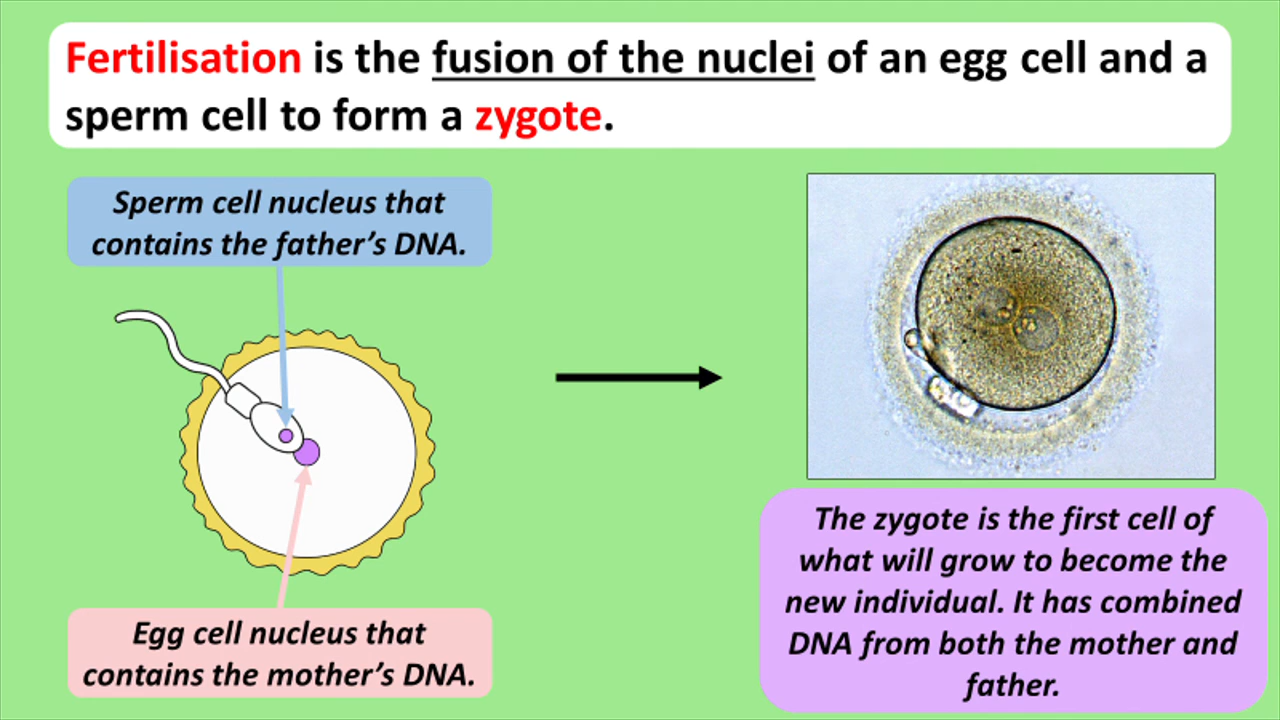 Fertilisation is the fusion of the nuclei of an egg cell and a
sperm cell to form a zygote.
Sperm cell nucleus that
contains the father's DNA.
Egg cell nucleus that
contains the mother's DNA.
The zygote is the first cell of
what will grow to become the
new individual. It has combined
DNA from both the mother and
father.